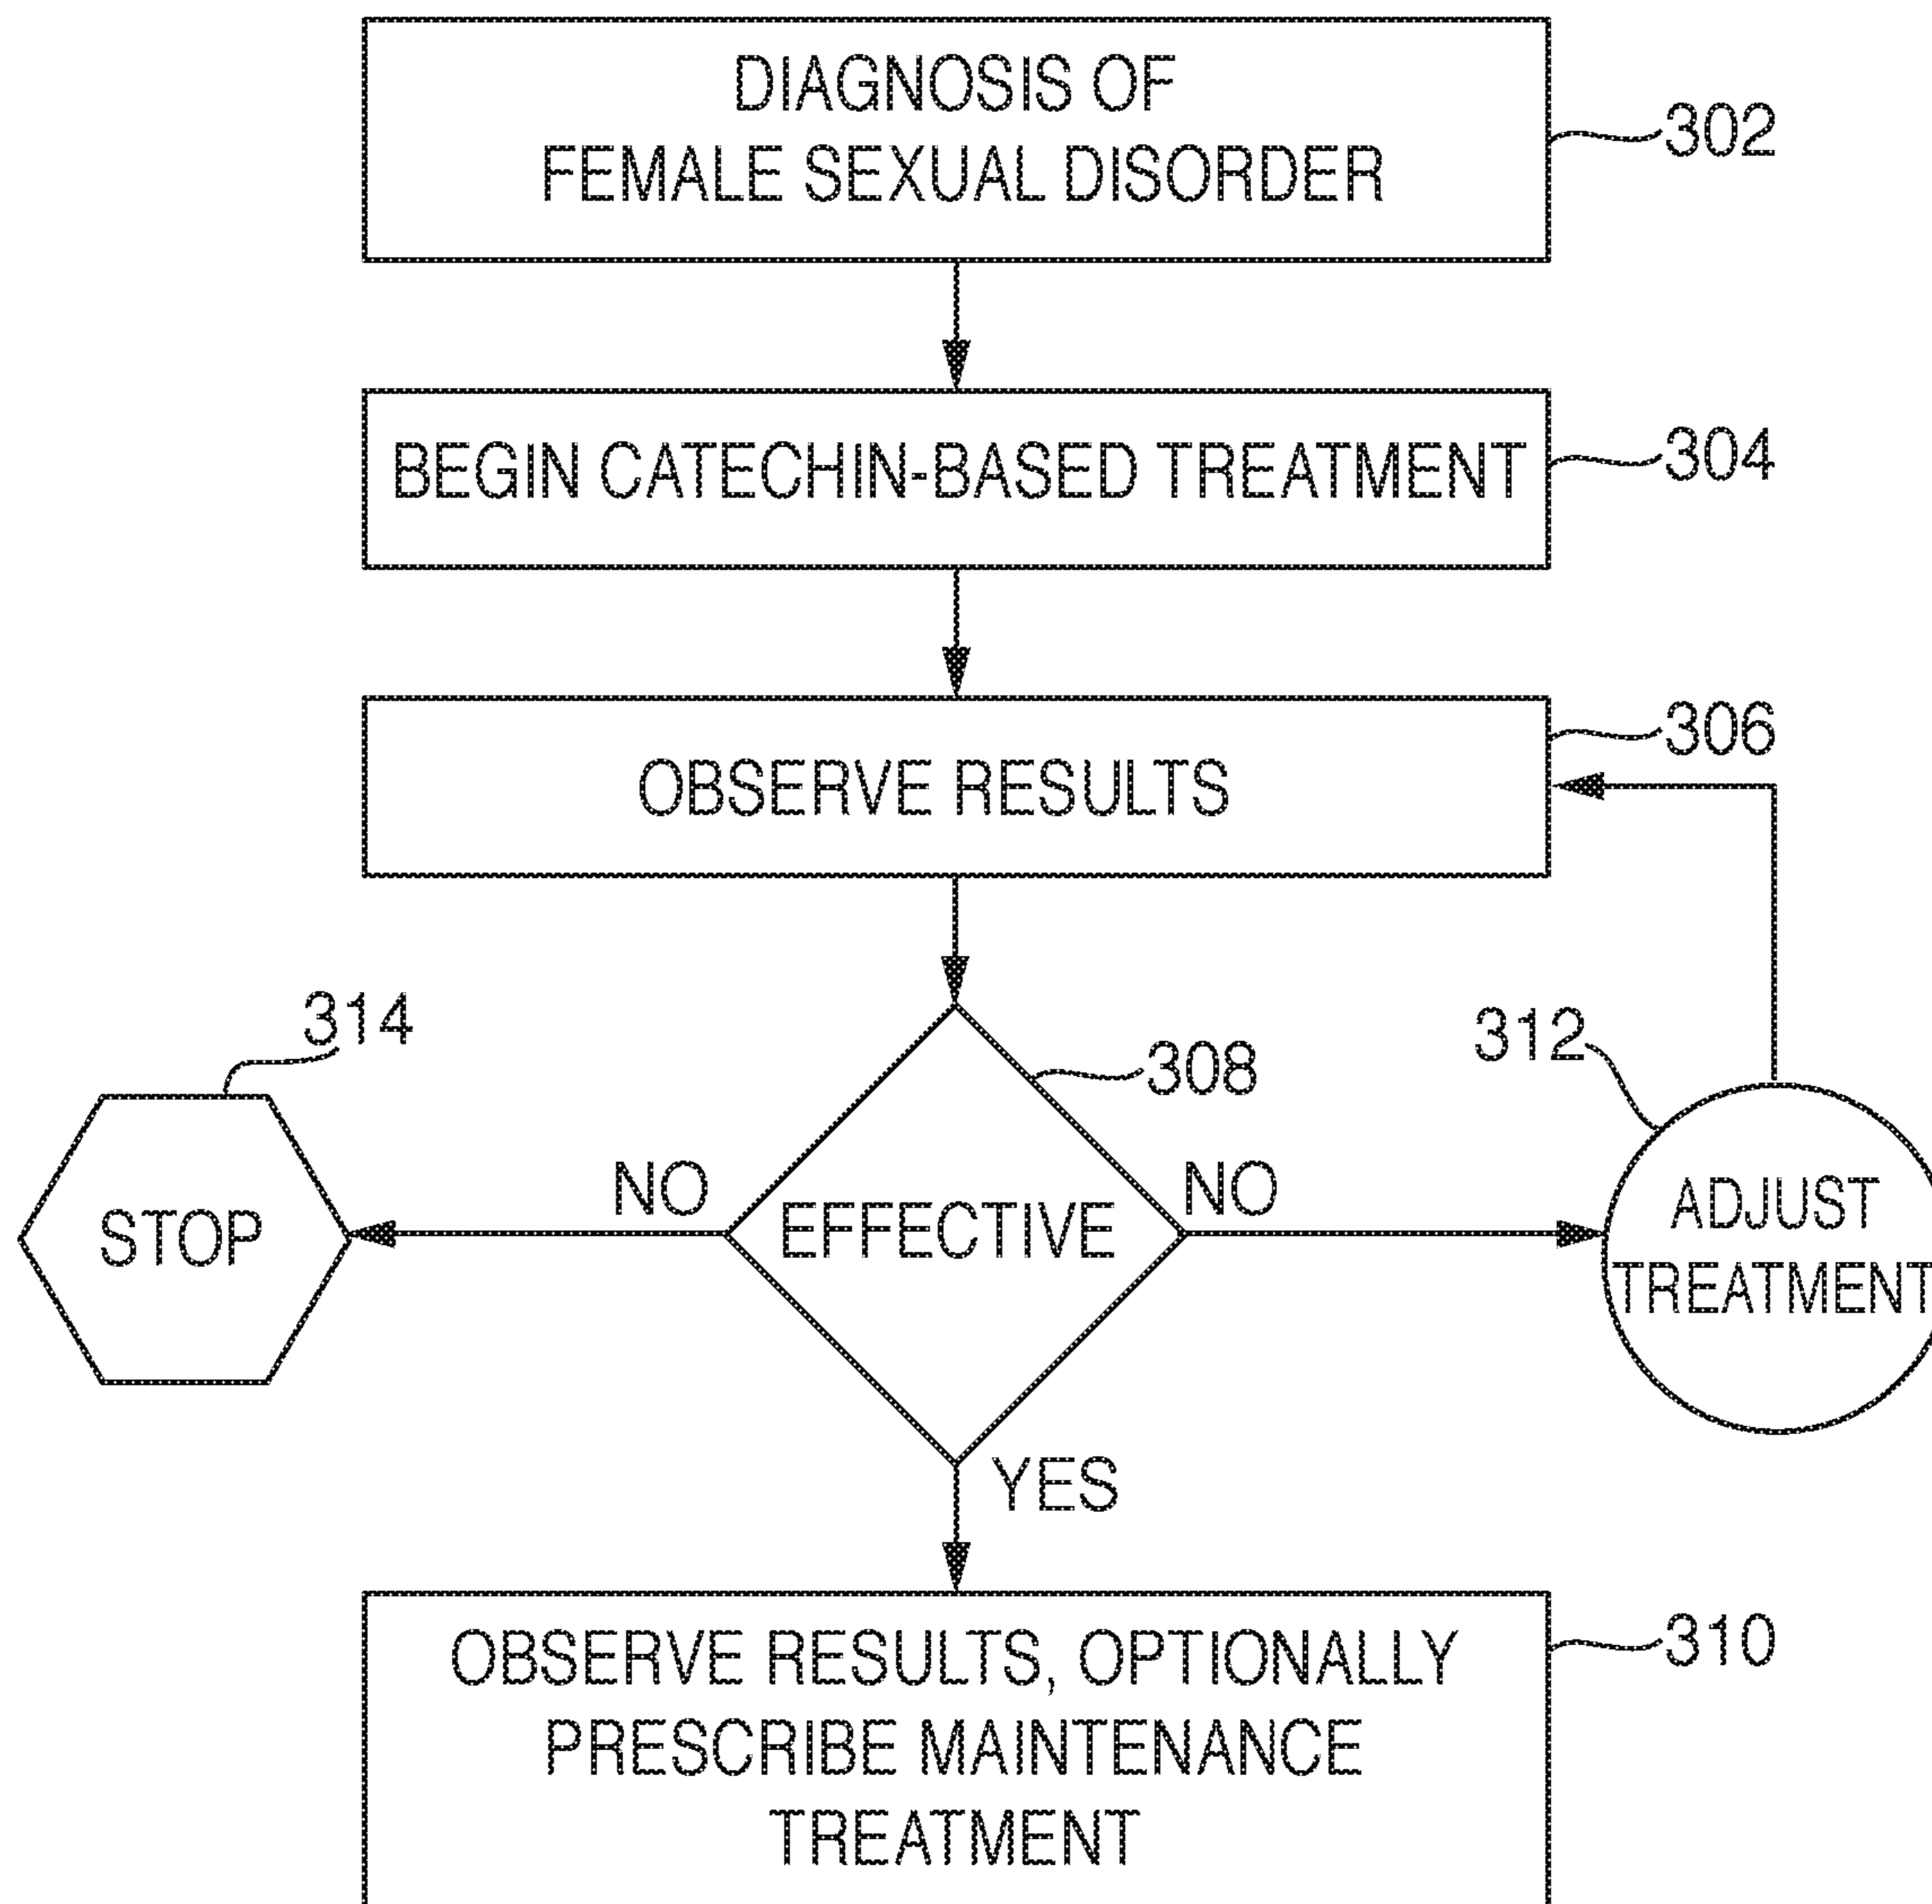 DIAGNOSIS OF
FEMALE SEXUAL DISORDER
302
BEGIN CATECHIN-BASED TREATMENT
304
306
OBSERVE RESULTS
314
308
312
NO
NO
STOP
EFFECTIVE
ADJUST
TREATMENT
YES
OBSERVE RESULTS, OPTIONALLY
PRESCRIBE MAINTENANCE
TREATMENT
310